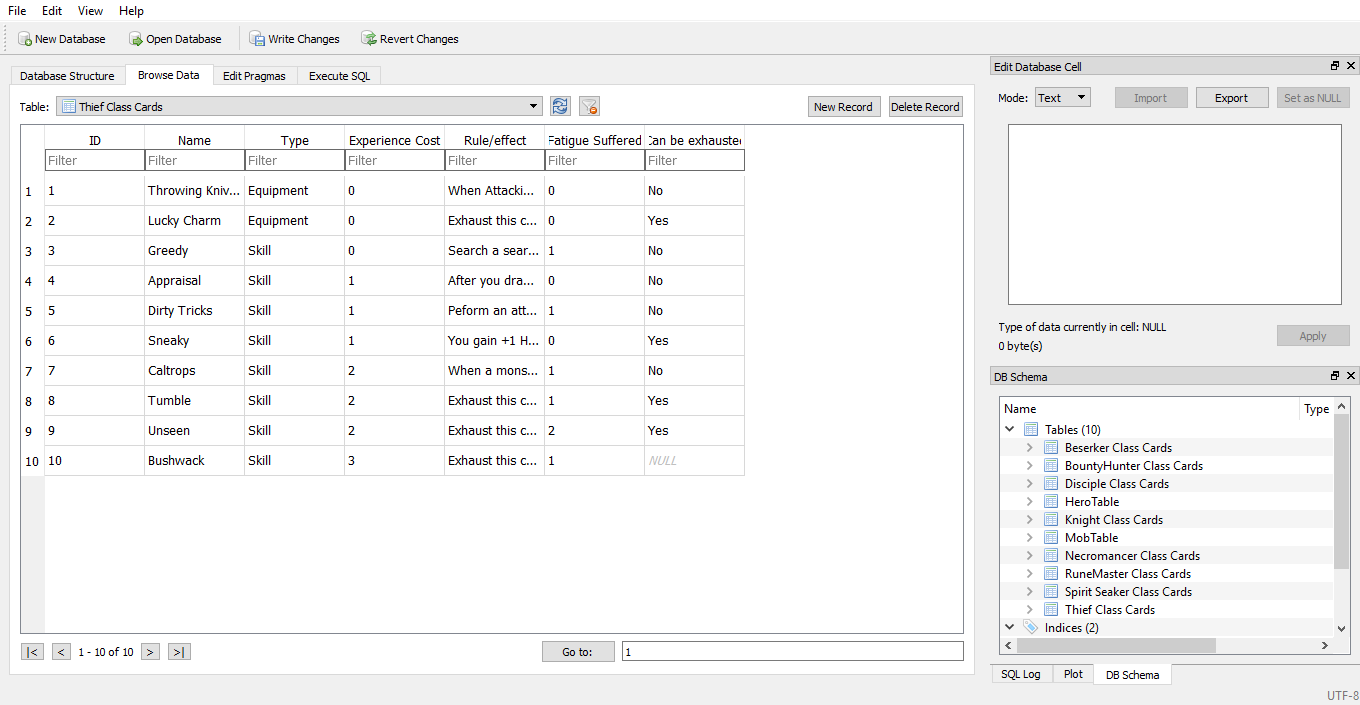 File Edit View Help
New Database Open Database Write Changes Revert Changes
Database Structure Browse Data Edit Pragmas Execute SQL
Table: Thief Class Cards New Record Delete Record
ID Name Type Experience Cost Rule/effect Fatigue Suffered Can be exhausted
Filter Filter Filter Filter Filter Filter Filter
1 1 Throwing Kniv... Equipment 0 When Attacki... 0 No
2 2 Lucky Charm Equipment 0 Exhaust this c... 0 Yes
3 3 Greedy Skill 0 Search a sear... 1 No
4 4 Appraisal Skill 1 After you dra... 0 No
5 5 Dirty Tricks Skill 1 Peform an att... 1 No
6 6 Sneaky Skill 1 You gain +1 H... 0 Yes
7 7 Caltrops Skill 2 When a mons... 1 No
8 8 Tumble Skill 2 Exhaust this c... 1 Yes
9 9 Unseen Skill 2 Exhaust this c... 2 Yes
10 10 Bushwack Skill 3 Exhaust this c... 1 NULL
|< < 1 - 10 of 10 > >| Go to: 1
Edit Database Cell
Mode: Text Import Export Set as NULL
Type of data currently in cell: NULL
0 byte(s)
Apply
DB Schema
Name Type
Tables (10)
Beserker Class Cards
BountyHunter Class Cards
Disciple Class Cards
HeroTable
Knight Class Cards
MobTable
Necromancer Class Cards
RuneMaster Class Cards
Spirit Seaker Class Cards
Thief Class Cards
Indices (2)
SQL Log Plot DB Schema
UTF-8